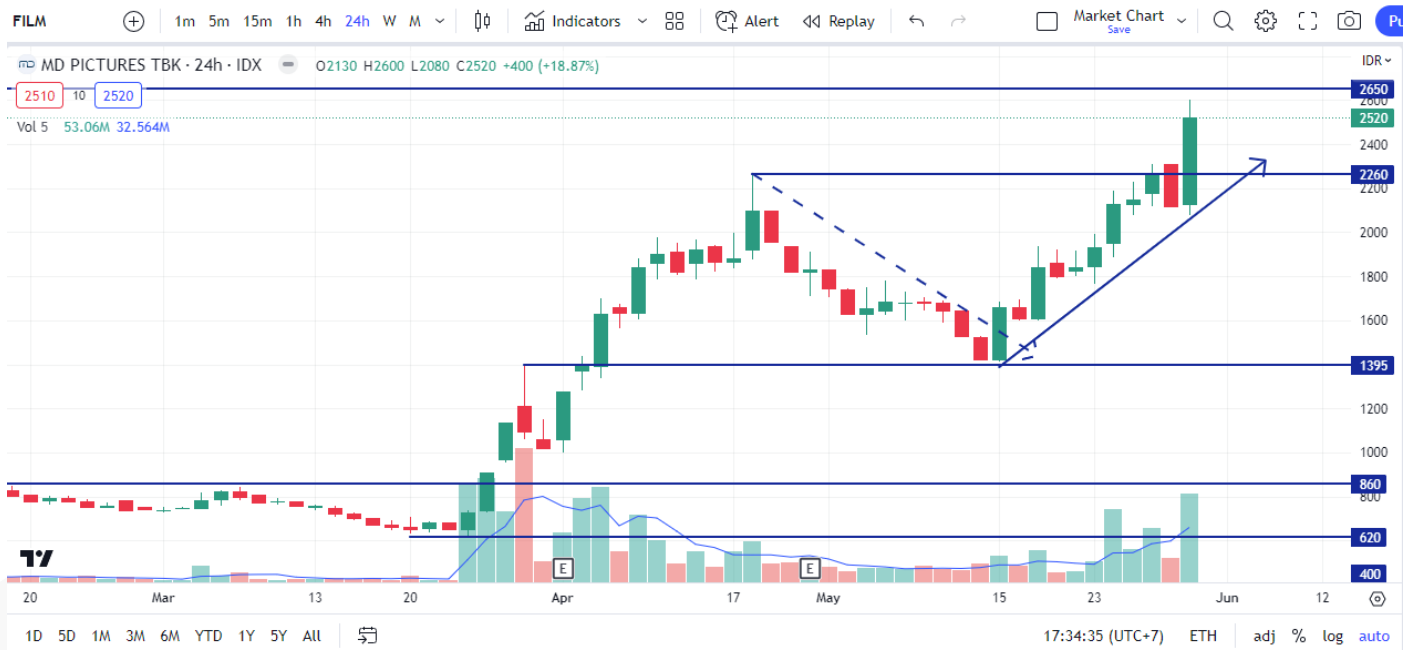 FILM 1m 5m 15m 1h 4h 24h W M Indicators Alert Replay Market Chart
Save
MD PICTURES TBK · 24h · IDX O2130 H2600 L2080 C2520 +400 (+18.87%) IDR
2650
2510 10 2520 2600
2520
Vol 5 53.06M 32.564M
2400
2260
2200
2000
1800
1600
1395
1200
1000
860
800
620
E E
400
20 Mar 13 20 Apr 17 May 15 23 Jun 12
1D 5D 1M 3M 6M YTD 1Y 5Y All 17:34:35 (UTC+7) ETH adj % log auto